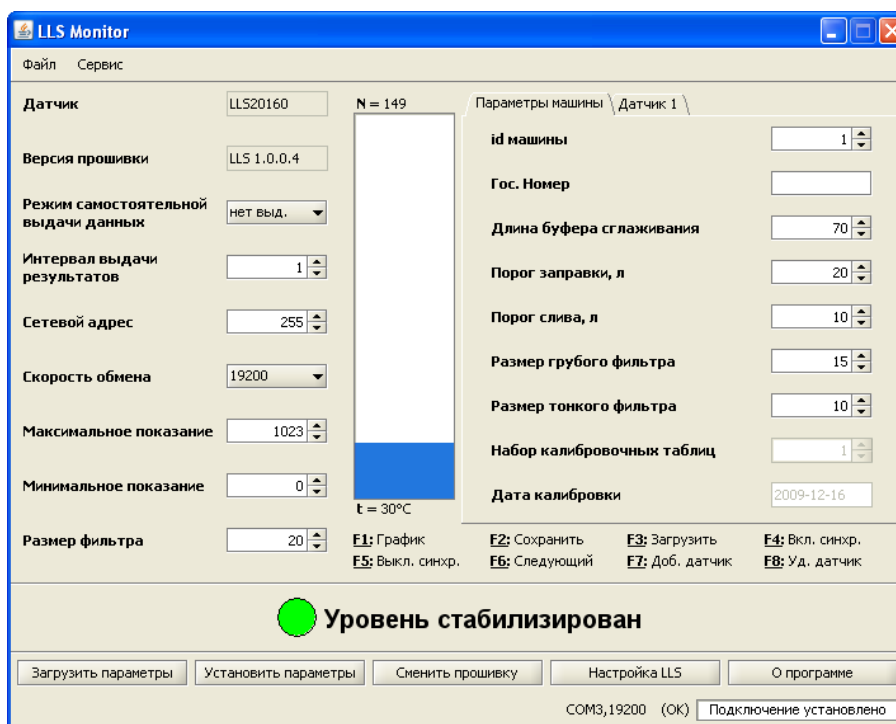 LLS Monitor
Файл Сервис
Датчик LLS20160
Версия прошивки LLS 1.0.0.4
Режим самостоятельной
выдачи данных нет выд.
Интервал выдачи
результатов 1
Сетевой адрес 255
Скорость обмена 19200
Максимальное показание 1023
Минимальное показание 0
Размер фильтра 20
N = 149
t = 30°C
Параметры машины Датчик 1
id машины 1
Гос. Номер
Длина буфера сглаживания 70
Порог заправки, л 20
Порог слива, л 10
Размер грубого фильтра 15
Размер тонкого фильтра 10
Набор калибровочных таблиц 1
Дата калибровки 2009-12-16
F1: График F2: Сохранить F3: Загрузить F4: Вкл. синхр.
F5: Выкл. синхр. F6: Следующий F7: Доб. датчик F8: Уд. датчик
Уровень стабилизирован
Загрузить параметры Установить параметры Сменить прошивку Настройка LLS О программе
COM3,19200 (OK) Подключение установлено